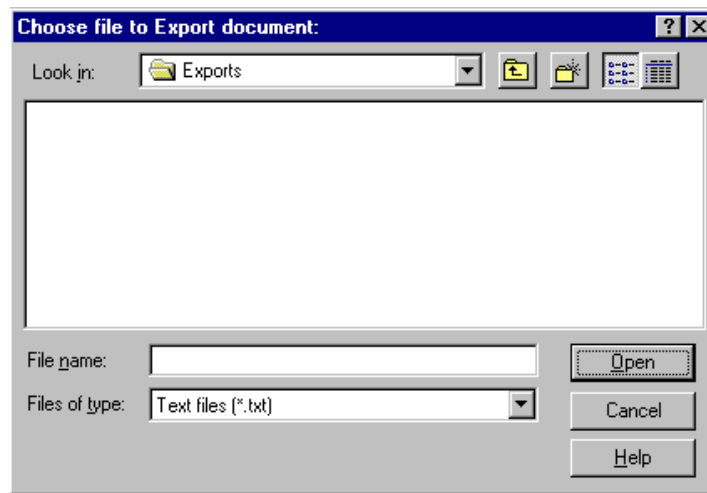 Choose file to Export document:
Look in: Exports
File name: Open
Files of type: Text files (*.txt) Cancel
Help